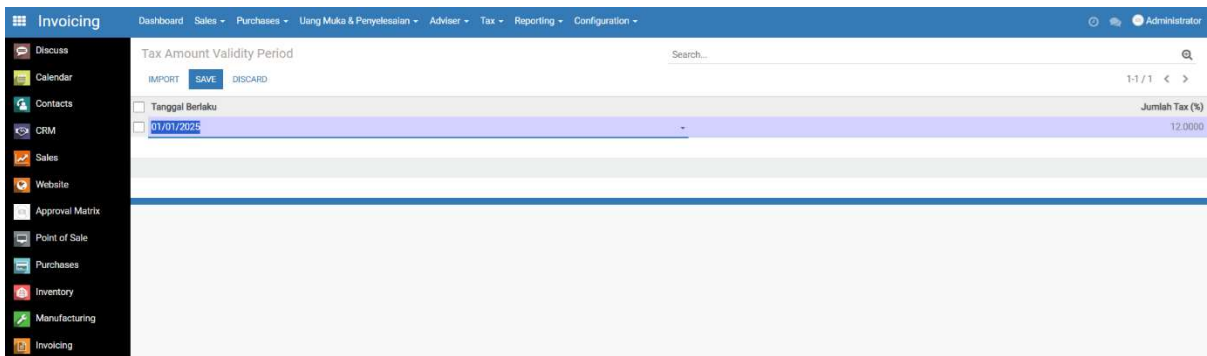 Invoicing Dashboard Sales Purchases Uang Muka & Penyelesaian Adviser Tax Reporting Configuration Administrator
Discuss
Calendar
Contacts
CRM
Sales
Website
Approval Matrix
Point of Sale
Purchases
Inventory
Manufacturing
Invoicing
Tax Amount Validity Period Search...
IMPORT SAVE DISCARD 1-1 / 1
Tanggal Berlaku Jumlah Tax (%)
01/01/2025 12.0000